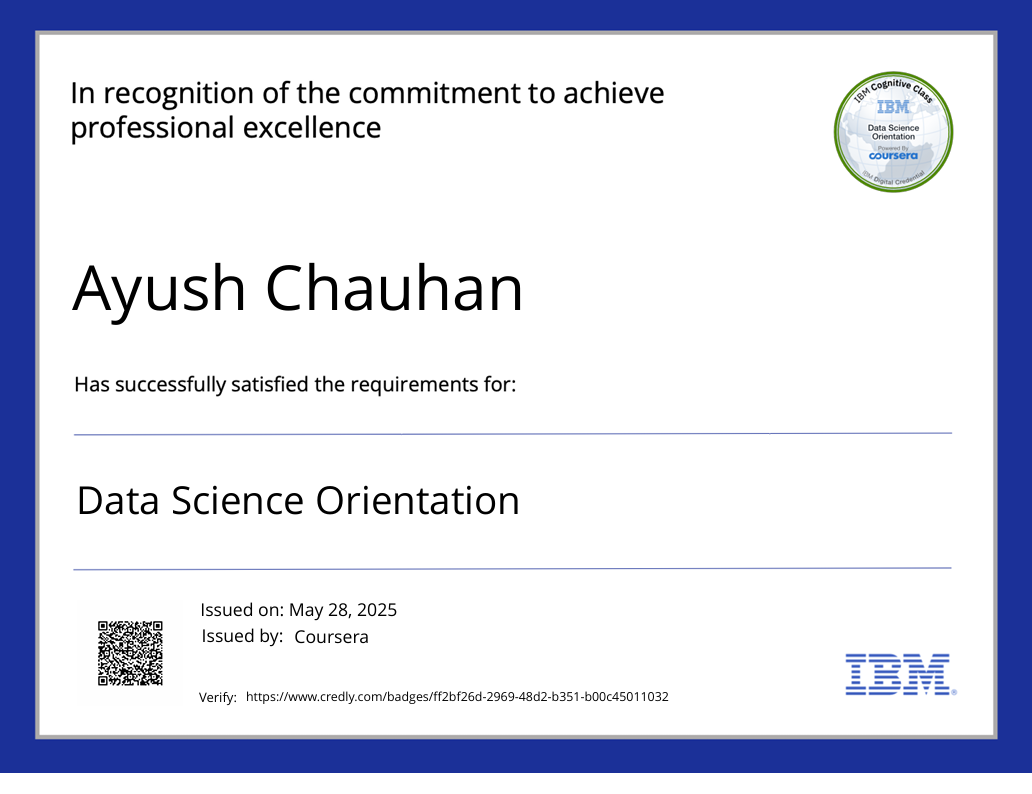 In recognition of the commitment to achieve
professional excellence
IBM Cognitive Class
IBM
Data Science
Orientation
Powered By
coursera
IBM Digital Credential
Ayush Chauhan
Has successfully satisfied the requirements for:
Data Science Orientation
Issued on: May 28, 2025
Issued by: Coursera
Verify: https://www.credly.com/badges/ff2bf26d-2969-48d2-b351-b00c45011032
IBM®